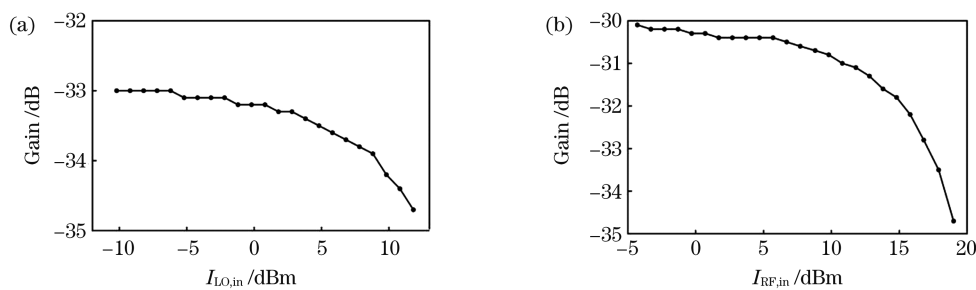 (a)
Gain /dB
−32
−33
−34
−35
−10 −5 0 5 10
I_LO,in /dBm
(b)
Gain /dB
−30
−31
−32
−33
−34
−35
−5 0 5 10 15 20
I_RF,in /dBm